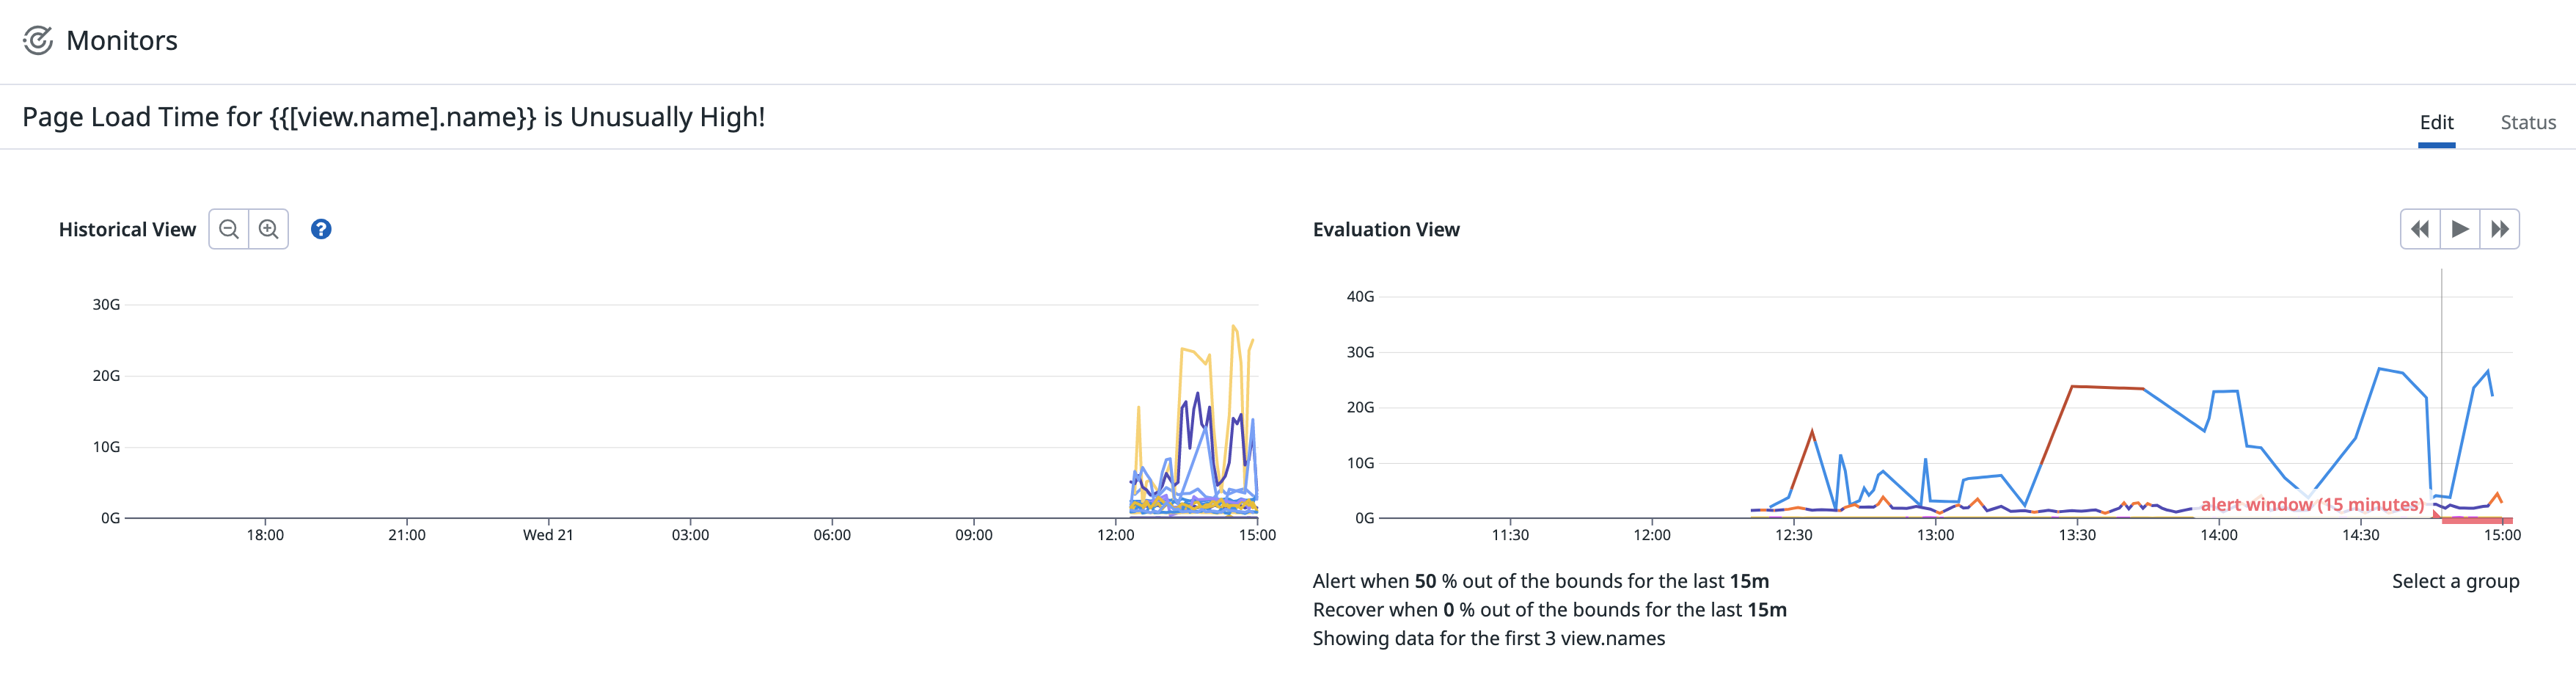 Monitors
Page Load Time for {{[view.name].name}} is Unusually High!
Edit
Status
Historical View
?
30G
20G
10G
0G
18:00
21:00
Wed 21
03:00
06:00
09:00
12:00
15:00
Evaluation View
40G
30G
20G
10G
0G
alert window (15 minutes)
11:30
12:00
12:30
13:00
13:30
14:00
14:30
15:00
Alert when 50 % out of the bounds for the last 15m
Select a group
Recover when 0 % out of the bounds for the last 15m
Showing data for the first 3 view.names